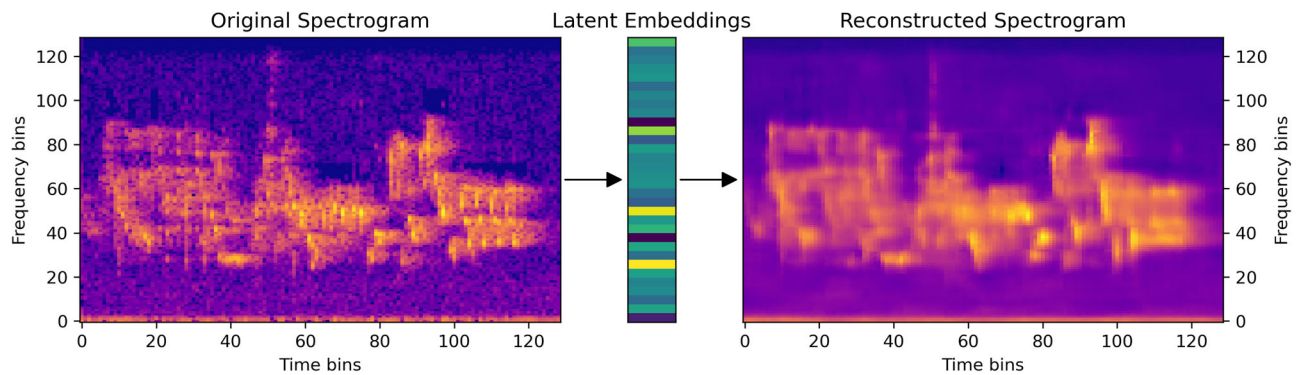 Original Spectrogram
Latent Embeddings
Reconstructed Spectrogram
120
100
80
60
40
20
0
Frequency bins
0 20 40 60 80 100 120
Time bins
120
100
80
60
40
20
0
Frequency bins
0 20 40 60 80 100 120
Time bins